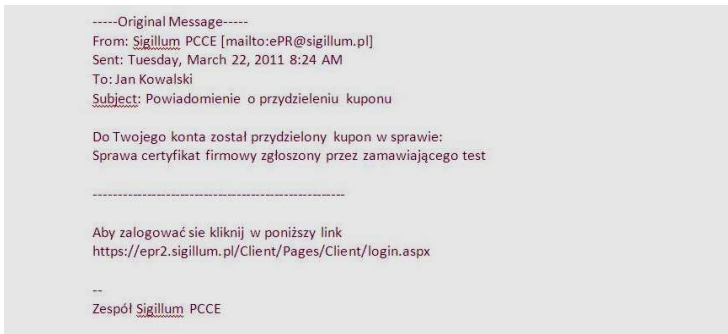 -----Original Message-----
From: Sigillum PCCE [mailto:ePR@sigillum.pl]
Sent: Tuesday, March 22, 2011 8:24 AM
To: Jan Kowalski
Subject: Powiadomienie o przydzieleniu kuponu
Do Twojego konta został przydzielony kupon w sprawie:
Sprawa certyfikat firmowy zgłoszony przez zamawiającego test
----------------------------------------------------
Aby zalogować sie kliknij w poniższy link
https://epr2.sigillum.pl/Client/Pages/Client/login.aspx
--
Zespół Sigillum PCCE